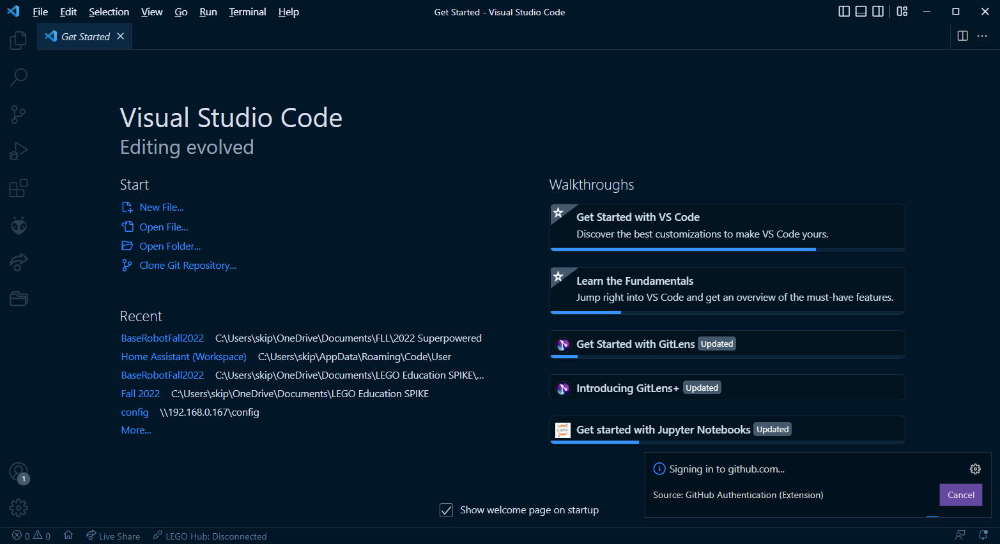 File Edit Selection View Go Run Terminal Help
Get Started - Visual Studio Code
Get Started
Visual Studio Code
Editing evolved
Start
New File...
Open File...
Open Folder...
Clone Git Repository...
Recent
BaseRobotFall2022 C:\Users\skip\OneDrive\Documents\FLL\2022 Superpowered
Home Assistant (Workspace) C:\Users\skip\AppData\Roaming\Code\User
BaseRobotFall2022 C:\Users\skip\OneDrive\Documents\LEGO Education SPIKE\...
Fall 2022 C:\Users\skip\OneDrive\Documents\LEGO Education SPIKE
config \\192.168.0.167\config
More...
Walkthroughs
Get Started with VS Code
Discover the best customizations to make VS Code yours.
Learn the Fundamentals
Jump right into VS Code and get an overview of the must-have features.
Get Started with GitLens Updated
Introducing GitLens+ Updated
Get started with Jupyter Notebooks Updated
Signing in to github.com...
Source: GitHub Authentication (Extension)
Cancel
1
Show welcome page on startup
0 0 Live Share LEGO Hub: Disconnected